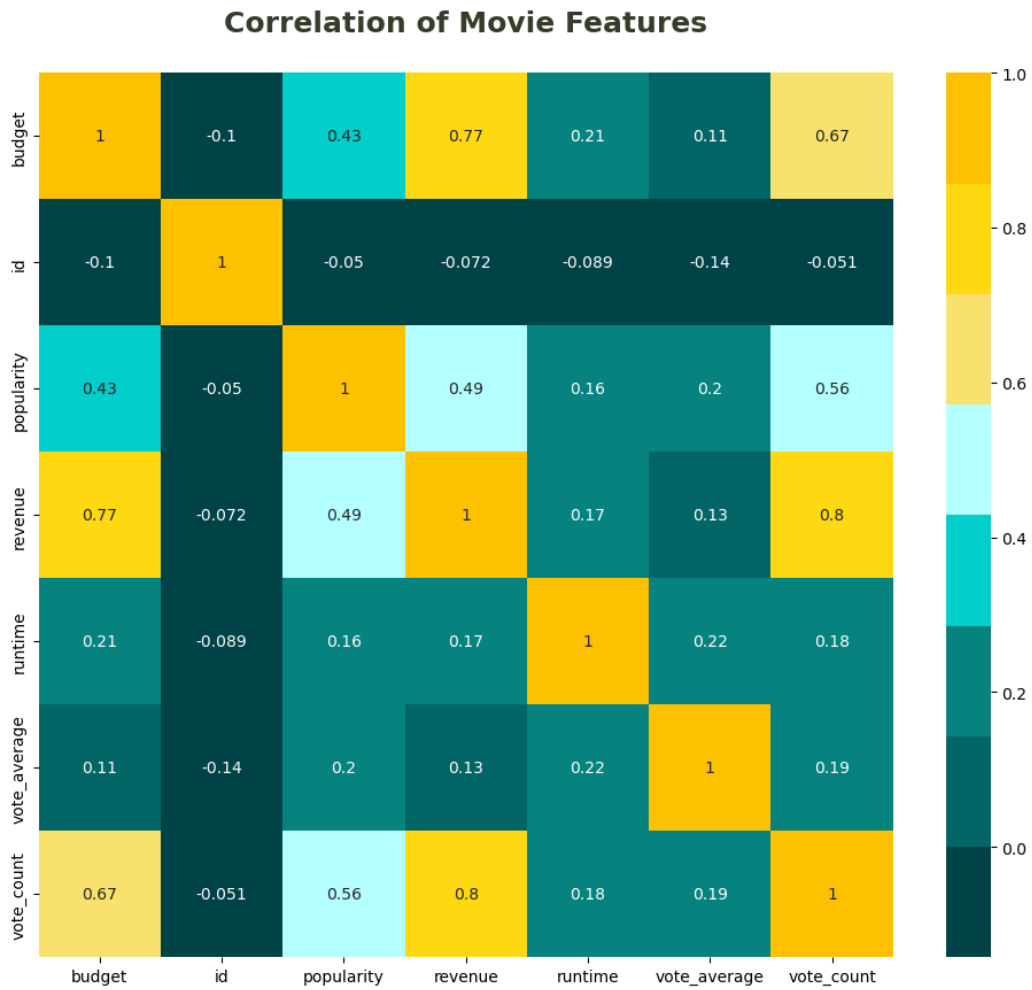 Correlation of Movie Features
budget 1 -0.1 0.43 0.77 0.21 0.11 0.67
id -0.1 1 -0.05 -0.072 -0.089 -0.14 -0.051
popularity 0.43 -0.05 1 0.49 0.16 0.2 0.56
revenue 0.77 -0.072 0.49 1 0.17 0.13 0.8
runtime 0.21 -0.089 0.16 0.17 1 0.22 0.18
vote_average 0.11 -0.14 0.2 0.13 0.22 1 0.19
vote_count 0.67 -0.051 0.56 0.8 0.18 0.19 1
budget id popularity revenue runtime vote_average vote_count
1.0
0.8
0.6
0.4
0.2
0.0